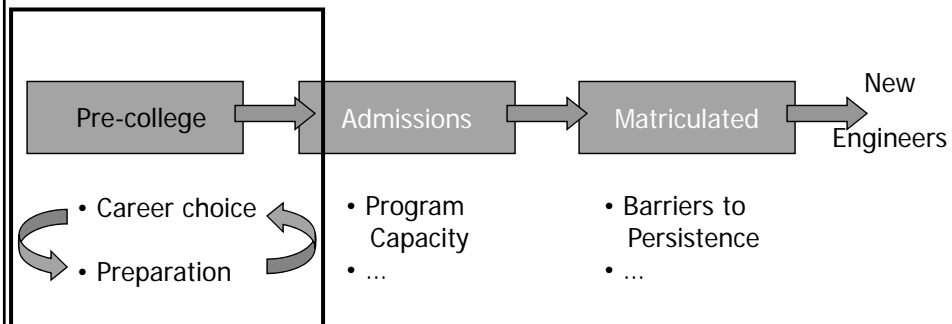 New
Pre-college
Admissions
Matriculated
Engineers
• Career choice
• Preparation
• Program
Capacity
• ...
• Barriers to
Persistence
• ...